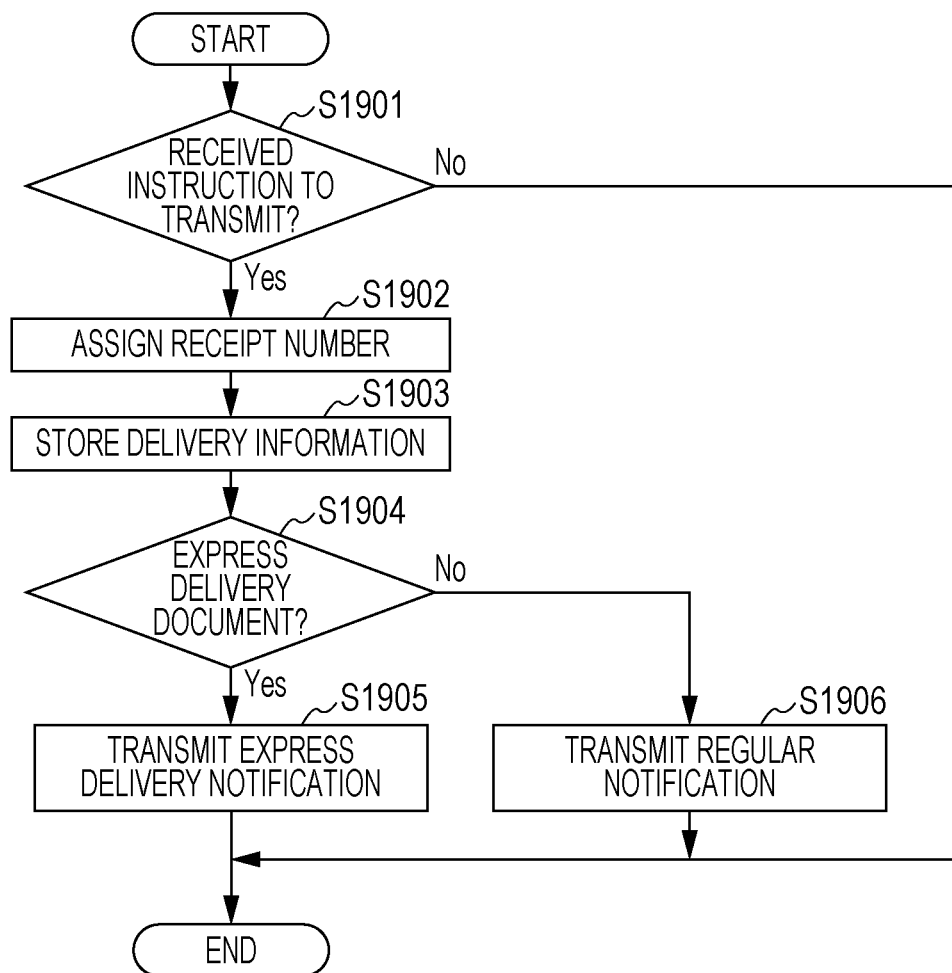 START
S1901
RECEIVED
INSTRUCTION TO
TRANSMIT?
No
Yes
S1902
ASSIGN RECEIPT NUMBER
S1903
STORE DELIVERY INFORMATION
S1904
EXPRESS
DELIVERY
DOCUMENT?
No
Yes
S1905
TRANSMIT EXPRESS
DELIVERY NOTIFICATION
S1906
TRANSMIT REGULAR
NOTIFICATION
END